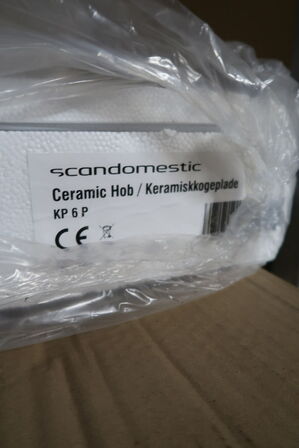 scandomestic
Ceramic Hob / Keramiskkogeplade
KP 6 P
CE